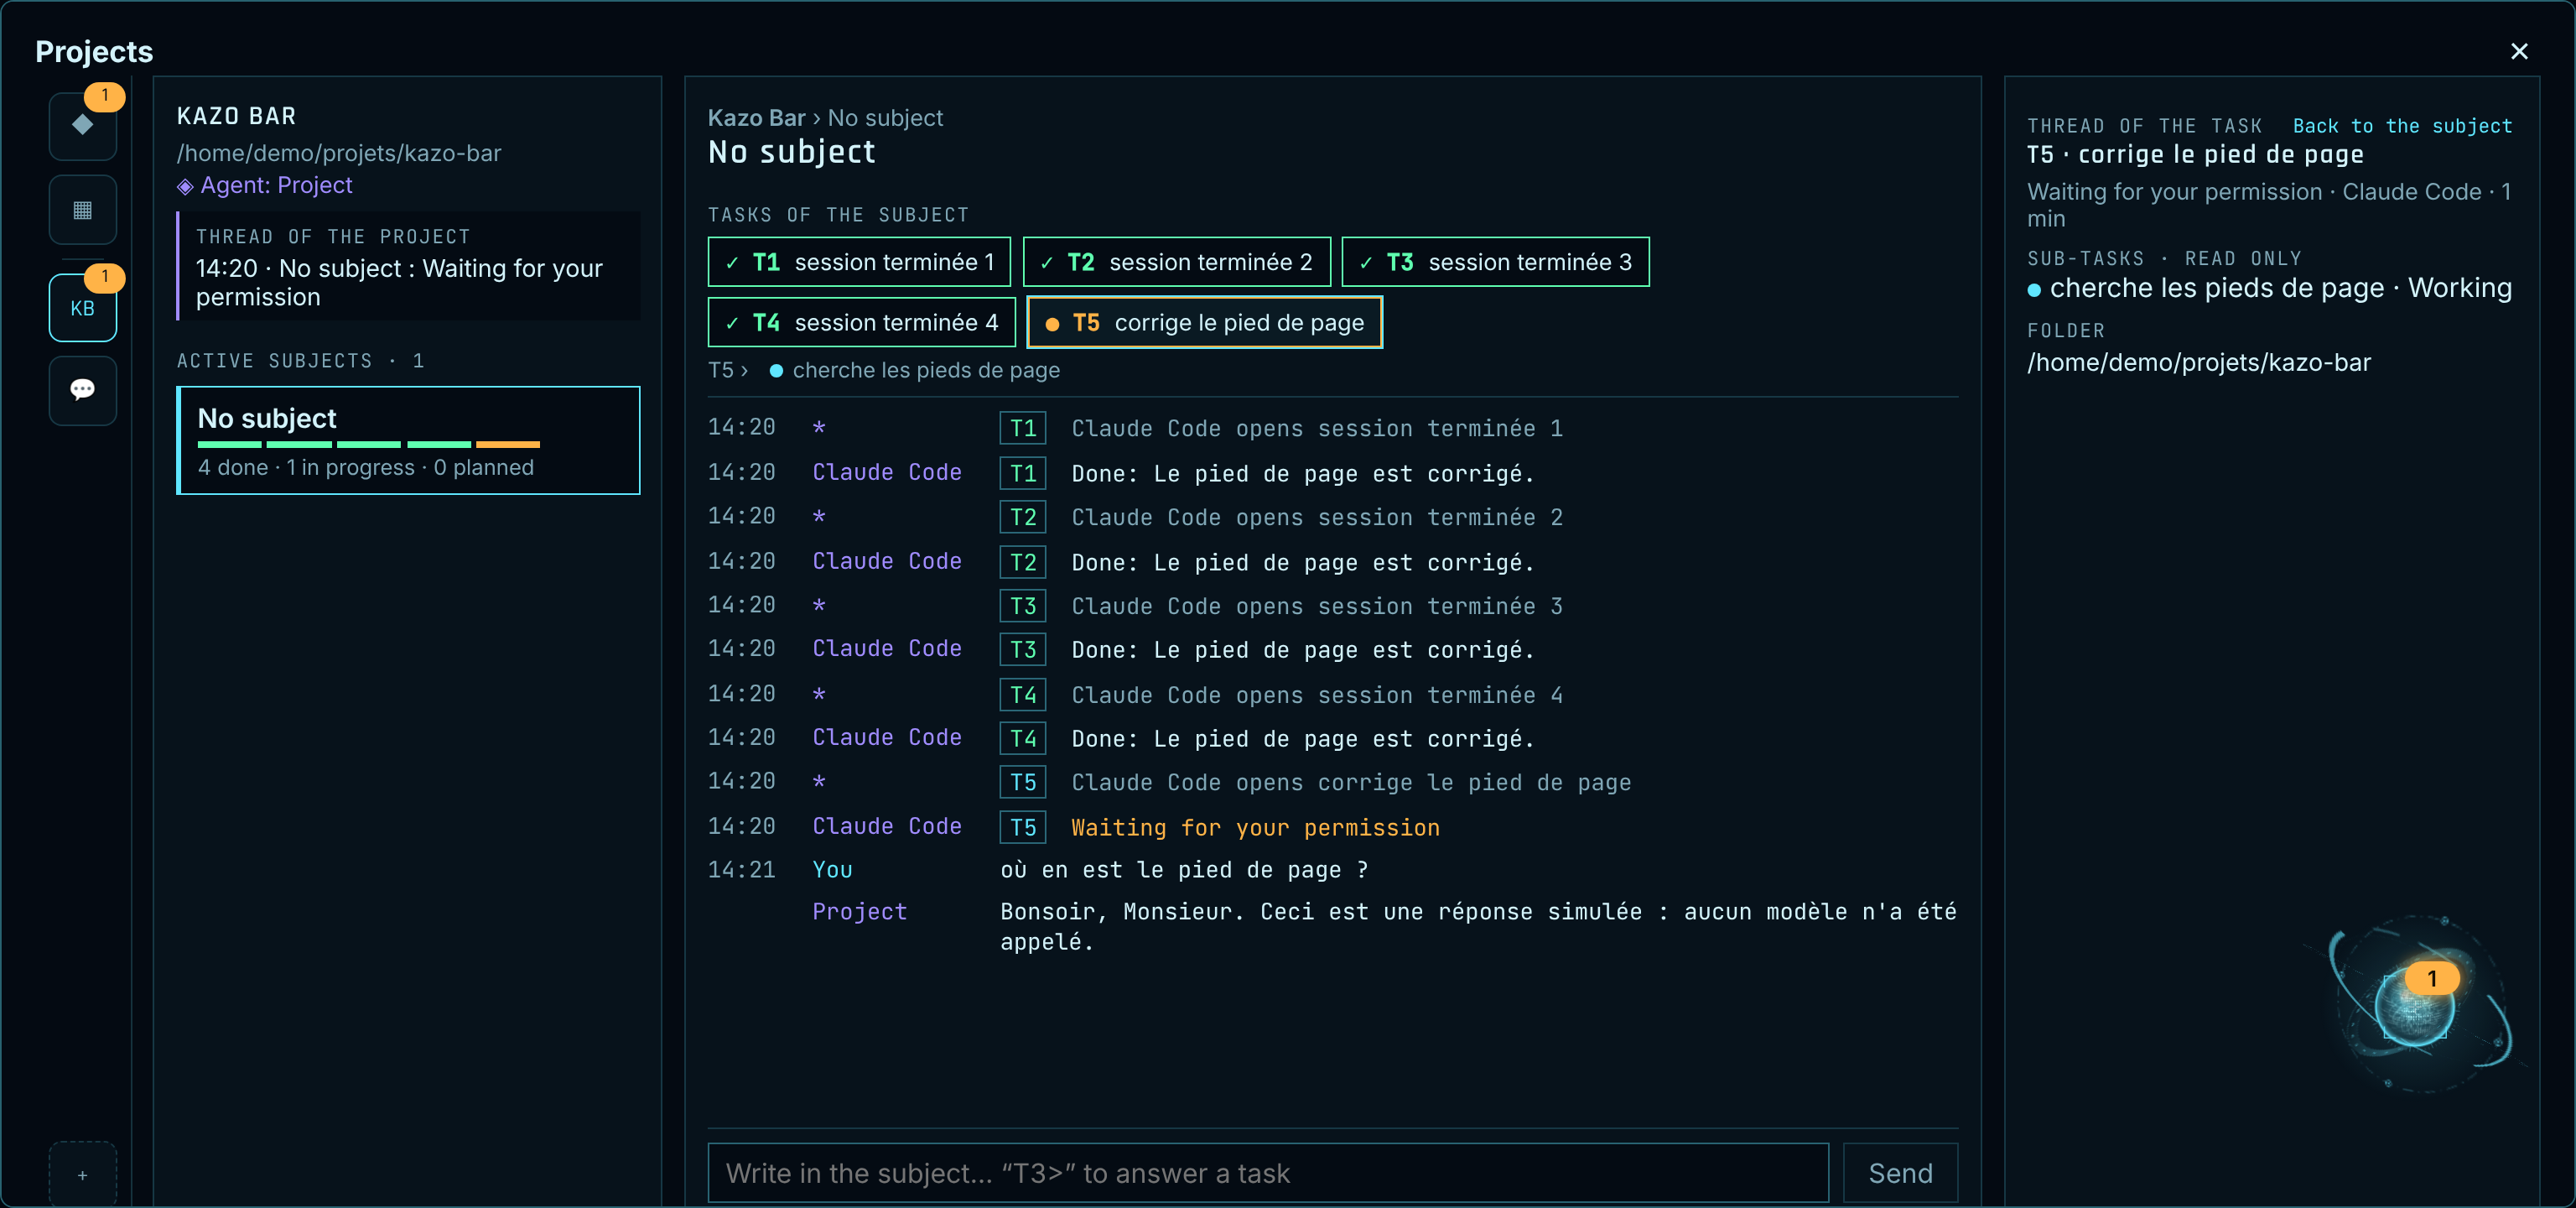 Projects
✕
1
1
KB
+
KAZO BAR
/home/demo/projets/kazo-bar
◈ Agent: Project
THREAD OF THE PROJECT
14:20 · No subject : Waiting for your
permission
ACTIVE SUBJECTS · 1
No subject
4 done · 1 in progress · 0 planned
Kazo Bar › No subject
No subject
TASKS OF THE SUBJECT
✓ T1 session terminée 1
✓ T2 session terminée 2
✓ T3 session terminée 3
✓ T4 session terminée 4
● T5 corrige le pied de page
T5 › ● cherche les pieds de page
14:20 * T1 Claude Code opens session terminée 1
14:20 Claude Code T1 Done: Le pied de page est corrigé.
14:20 * T2 Claude Code opens session terminée 2
14:20 Claude Code T2 Done: Le pied de page est corrigé.
14:20 * T3 Claude Code opens session terminée 3
14:20 Claude Code T3 Done: Le pied de page est corrigé.
14:20 * T4 Claude Code opens session terminée 4
14:20 Claude Code T4 Done: Le pied de page est corrigé.
14:20 * T5 Claude Code opens corrige le pied de page
14:20 Claude Code T5 Waiting for your permission
14:21 You où en est le pied de page ?
Project Bonsoir, Monsieur. Ceci est une réponse simulée : aucun modèle n'a été
appelé.
Write in the subject... “T3>” to answer a task
Send
THREAD OF THE TASK Back to the subject
T5 · corrige le pied de page
Waiting for your permission · Claude Code · 1
min
SUB-TASKS · READ ONLY
● cherche les pieds de page · Working
FOLDER
/home/demo/projets/kazo-bar
1